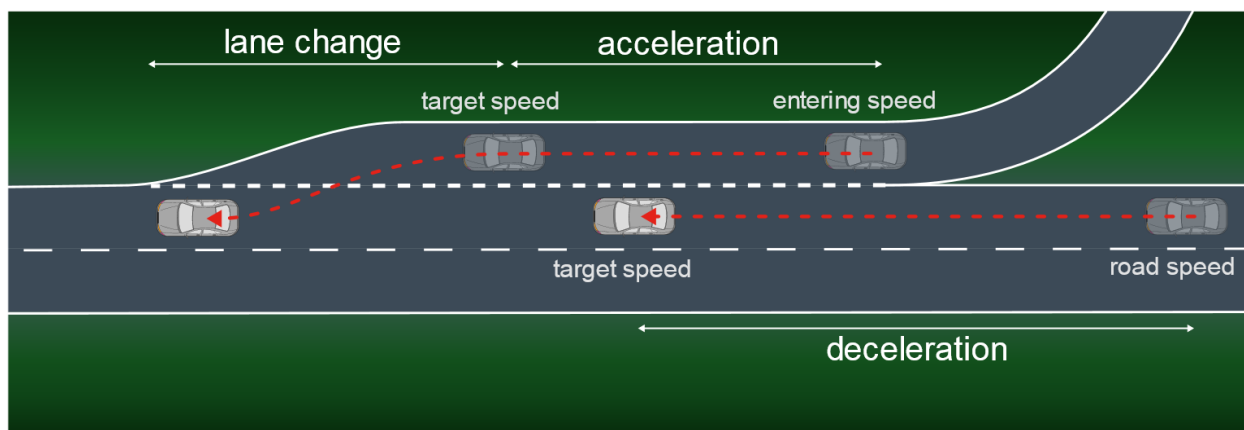 lane change
acceleration
target speed
entering speed
target speed
road speed
deceleration